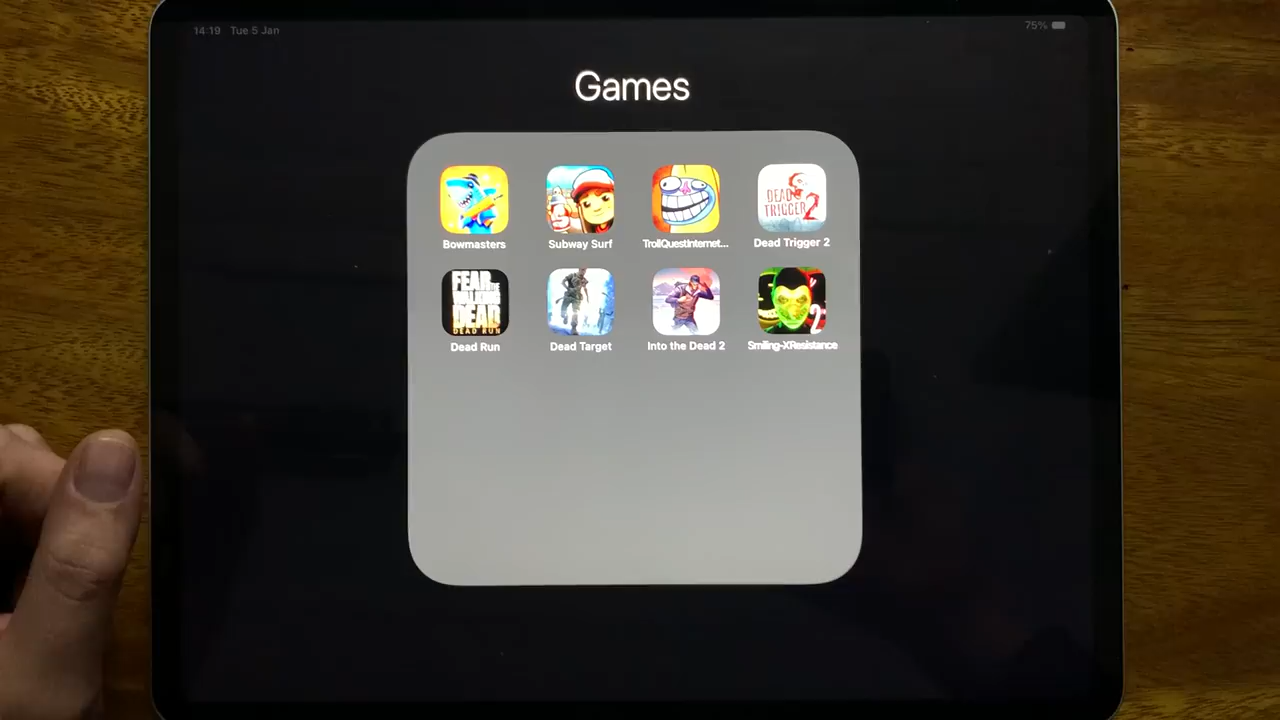 14:19 Tue 5 Jan
75%
Games
Bowmasters
Subway Surf
TrollQuestInternet...
DEAD
TRIGGER 2
Dead Trigger 2
FEAR THE
WALKING
DEAD
DEAD RUN
Dead Run
Dead Target
Into the Dead 2
2
Smiling-XResistance